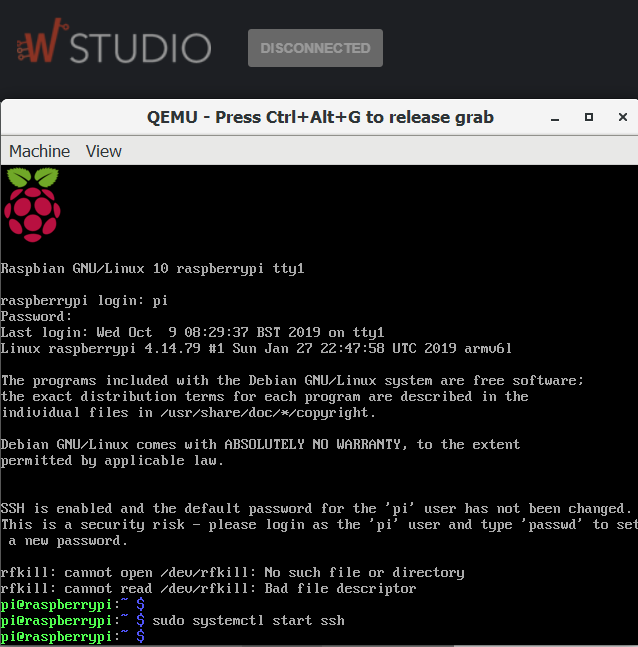 W STUDIO DISCONNECTED
QEMU - Press Ctrl+Alt+G to release grab
Machine View
Raspbian GNU/Linux 10 raspberrypi tty1
raspberrypi login: pi
Password:
Last login: Wed Oct  9 08:29:37 BST 2019 on tty1
Linux raspberrypi 4.14.79 #1 Sun Jan 27 22:47:58 UTC 2019 armv6l
The programs included with the Debian GNU/Linux system are free software;
the exact distribution terms for each program are described in the
individual files in /usr/share/doc/*/copyright.
Debian GNU/Linux comes with ABSOLUTELY NO WARRANTY, to the extent
permitted by applicable law.
SSH is enabled and the default password for the 'pi' user has not been changed.
This is a security risk - please login as the 'pi' user and type 'passwd' to set
 a new password.
rfkill: cannot open /dev/rfkill: No such file or directory
rfkill: cannot read /dev/rfkill: Bad file descriptor
pi@raspberrypi:~ $
pi@raspberrypi:~ $ sudo systemctl start ssh
pi@raspberrypi:~ $